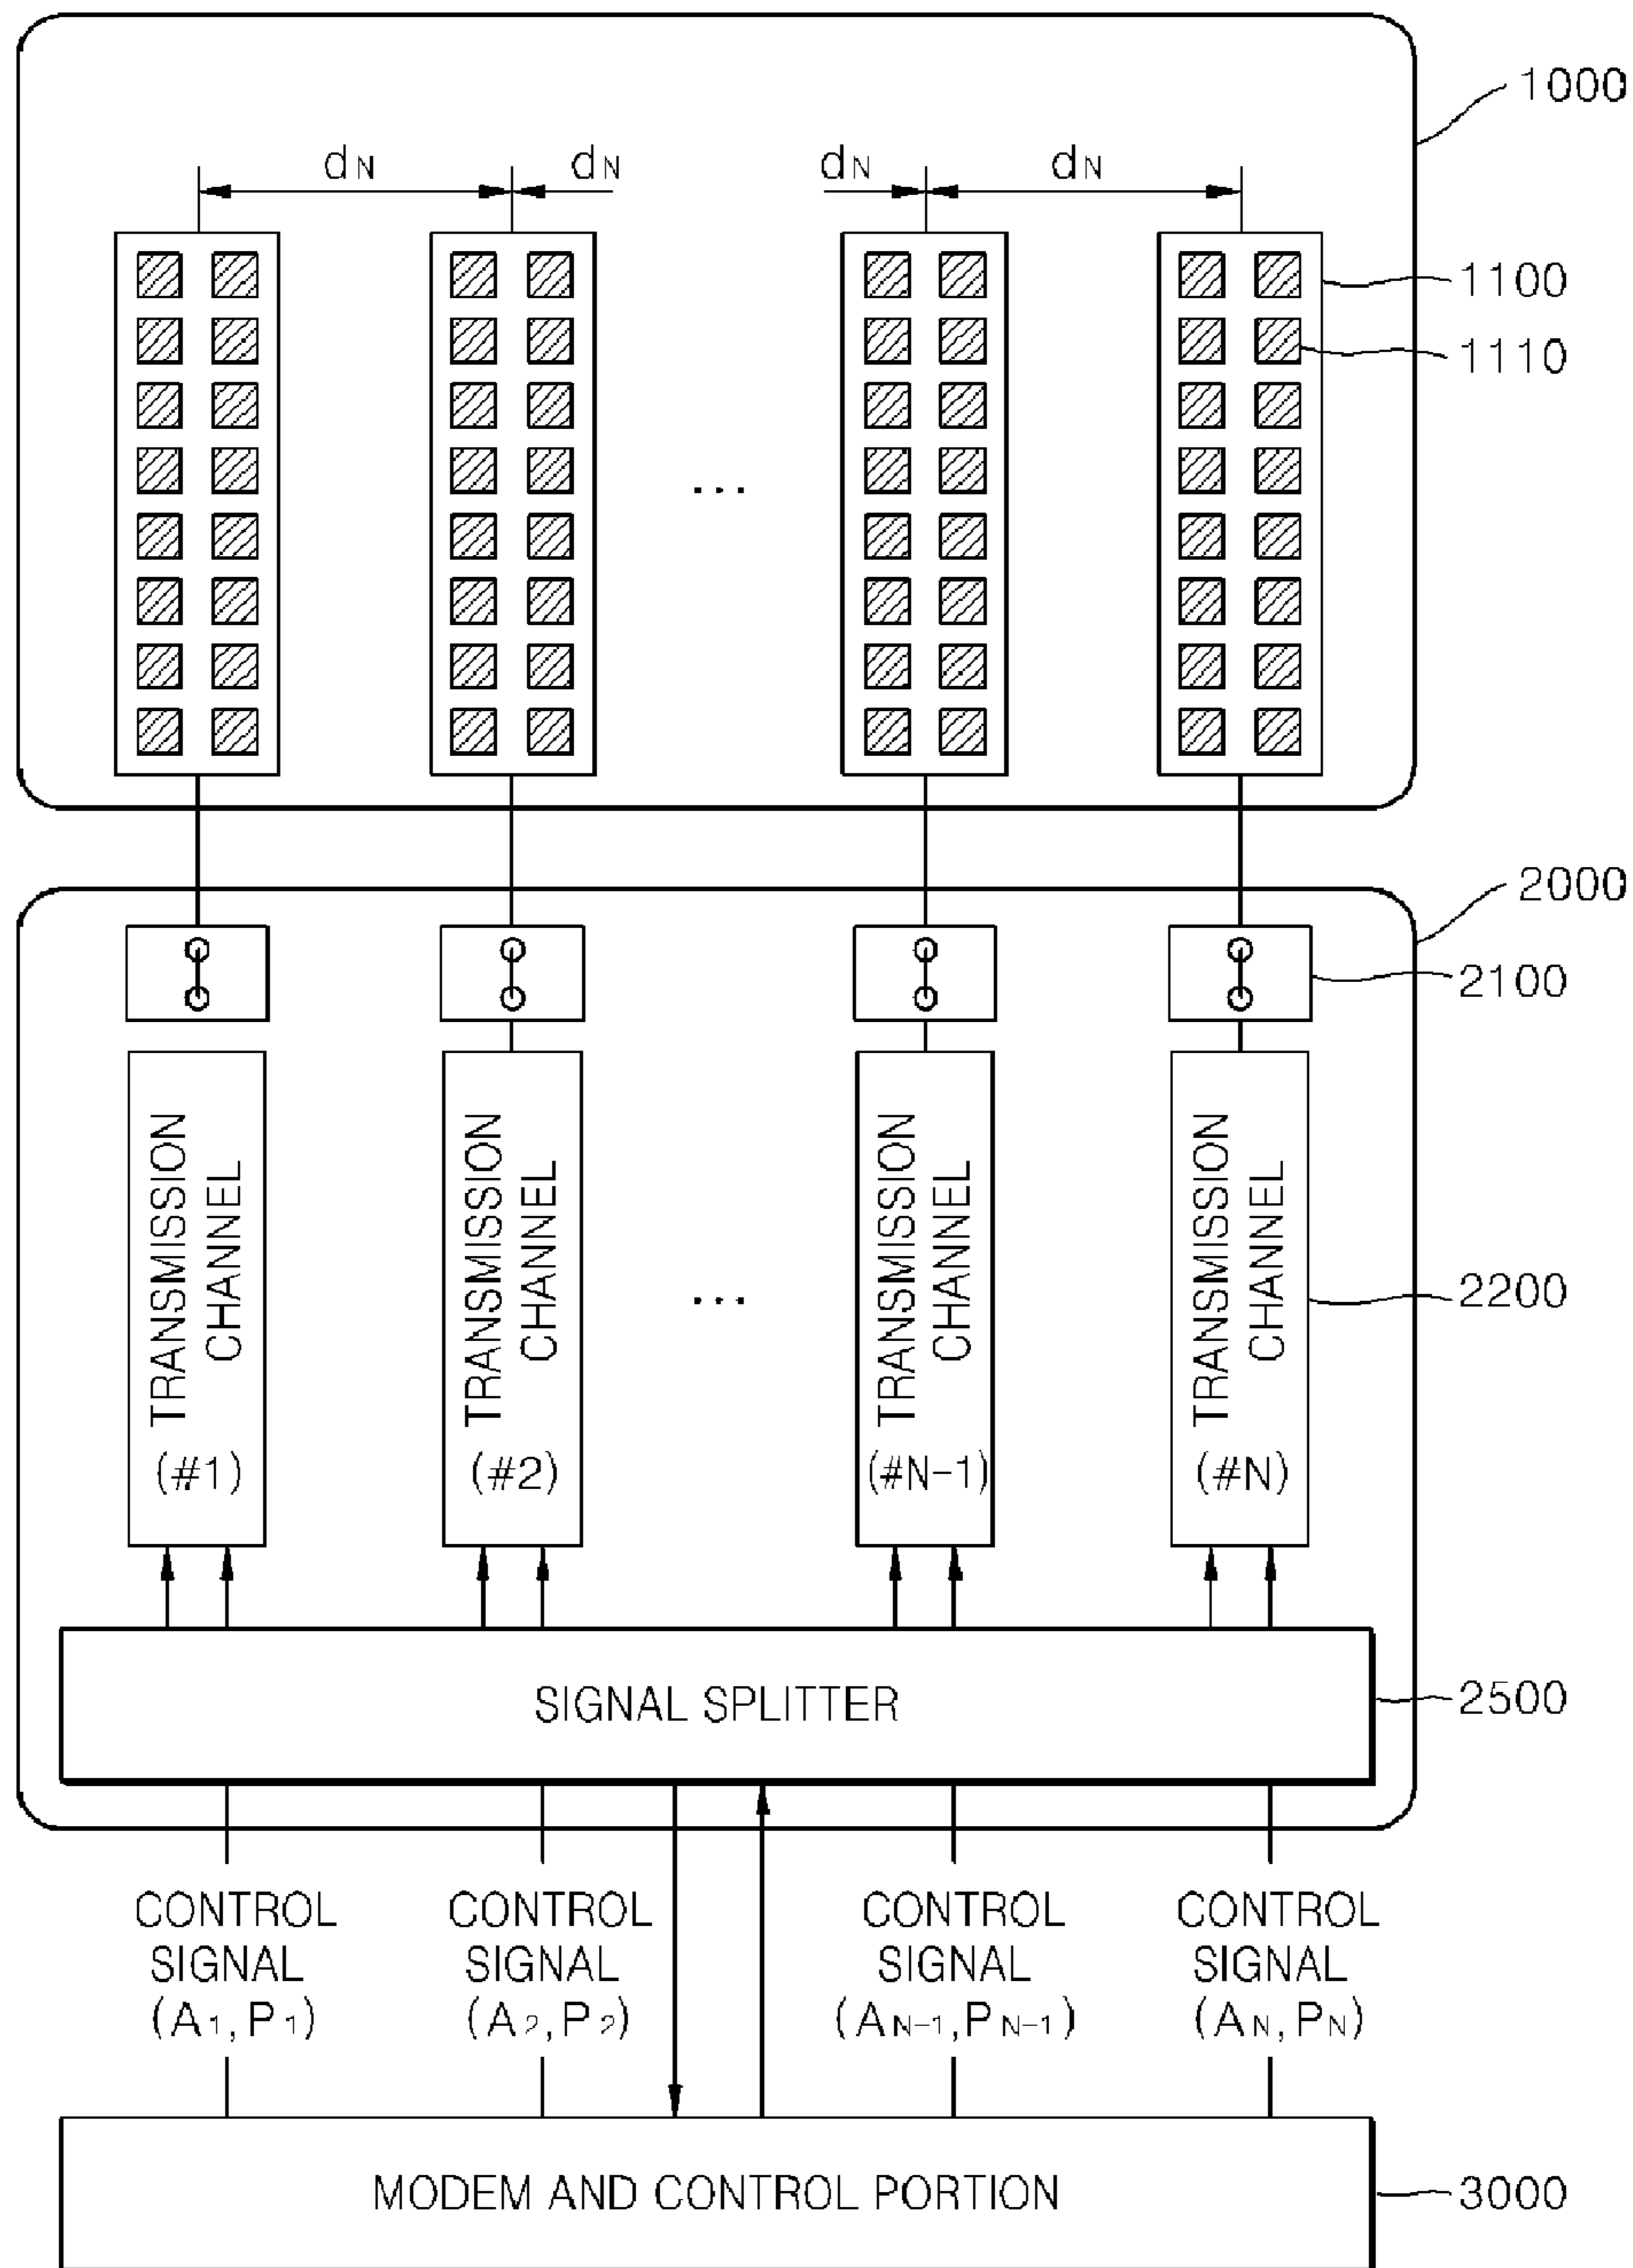 1000
dN dN dN dN
1100
1110
...
2000
2100
TRANSMISSION
CHANNEL
(#1)
TRANSMISSION
CHANNEL
(#2)
...
TRANSMISSION
CHANNEL
(#N-1)
TRANSMISSION
CHANNEL
(#N)
2200
SIGNAL SPLITTER
2500
CONTROL
SIGNAL
(A1,P1)
CONTROL
SIGNAL
(A2,P2)
CONTROL
SIGNAL
(AN-1,PN-1)
CONTROL
SIGNAL
(AN,PN)
MODEM AND CONTROL PORTION
3000